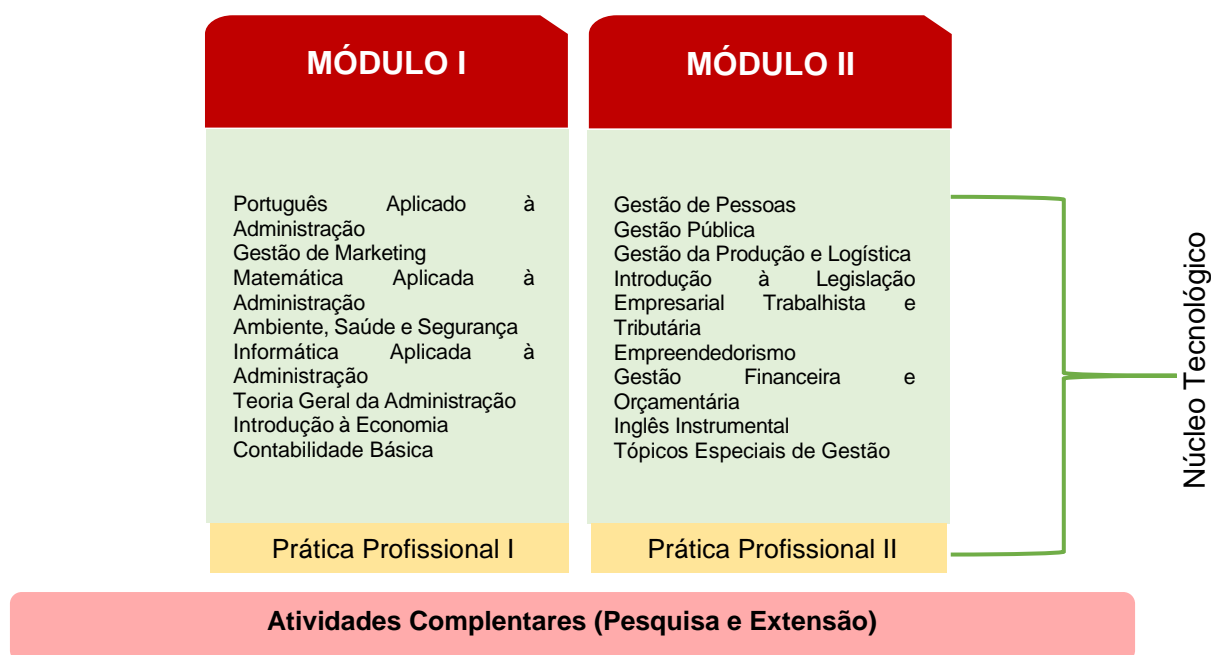 MÓDULO I
Português Aplicado à
Administração
Gestão de Marketing
Matemática Aplicada à
Administração
Ambiente, Saúde e Segurança
Informática Aplicada à
Administração
Teoria Geral da Administração
Introdução à Economia
Contabilidade Básica
Prática Profissional I
MÓDULO II
Gestão de Pessoas
Gestão Pública
Gestão da Produção e Logística
Introdução à Legislação
Empresarial Trabalhista e
Tributária
Empreendedorismo
Gestão Financeira e
Orçamentária
Inglês Instrumental
Tópicos Especiais de Gestão
Prática Profissional II
Núcleo Tecnológico
Atividades Complentares (Pesquisa e Extensão)